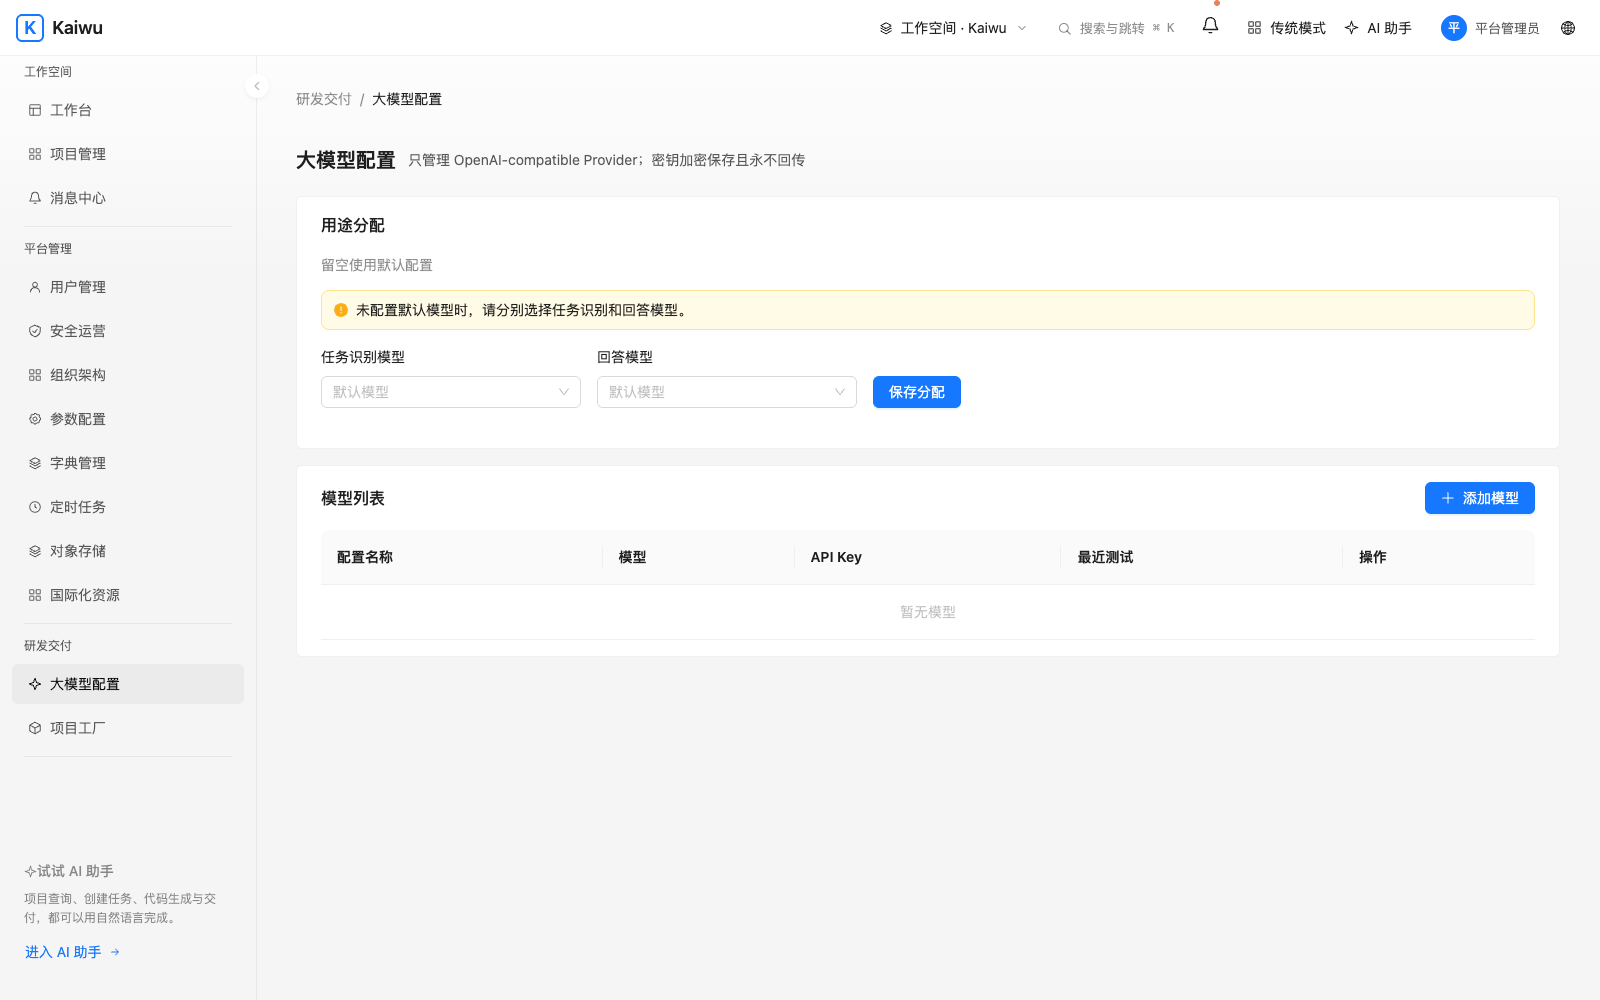 K Kaiwu
工作空间 · Kaiwu
搜索与跳转 ⌘ K
传统模式
AI 助手
平 平台管理员
工作空间
工作台
项目管理
消息中心
平台管理
用户管理
安全运营
组织架构
参数配置
字典管理
定时任务
对象存储
国际化资源
研发交付
大模型配置
项目工厂
试试 AI 助手
项目查询、创建任务、代码生成与交
付，都可以用自然语言完成。
进入 AI 助手 →
研发交付 / 大模型配置
大模型配置 只管理 OpenAI-compatible Provider；密钥加密保存且永不回传
用途分配
留空使用默认配置
未配置默认模型时，请分别选择任务识别和回答模型。
任务识别模型 回答模型
默认模型 默认模型 保存分配
模型列表 添加模型
配置名称 模型 API Key 最近测试 操作
暂无模型